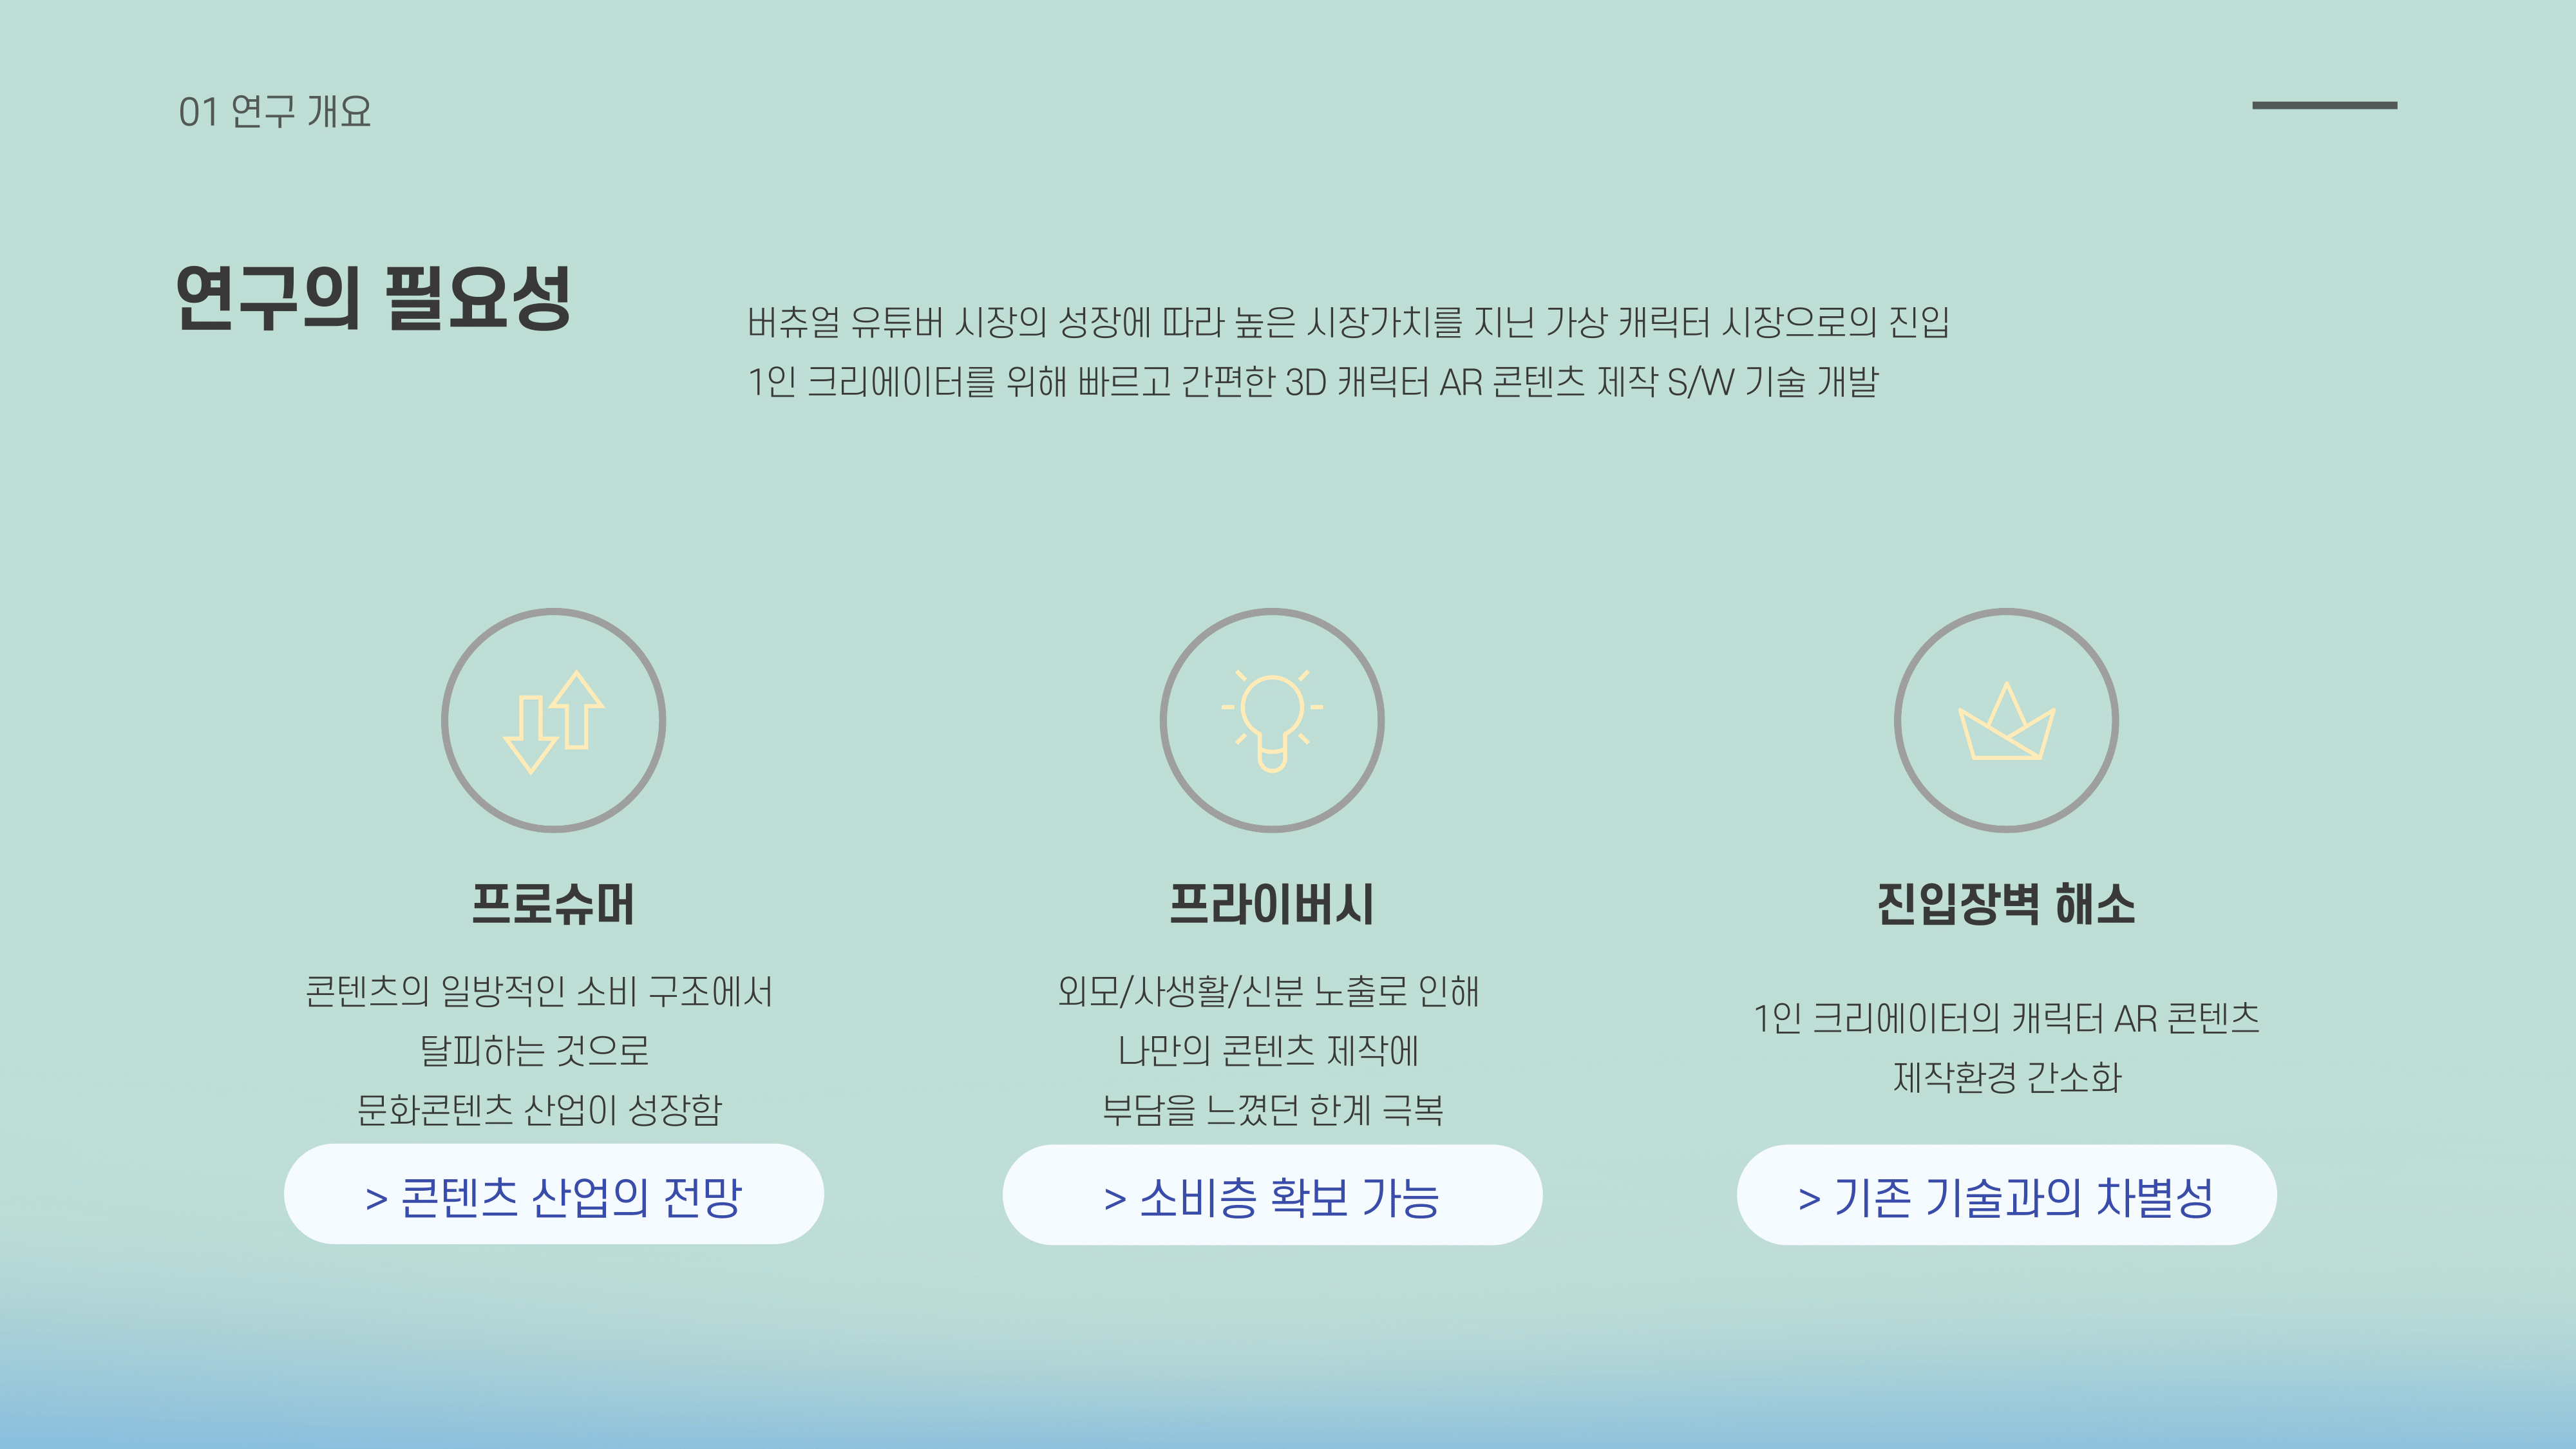 01 연구 개요
연구의 필요성
버츄얼 유튜버 시장의 성장에 따라 높은 시장가치를 지닌 가상 캐릭터 시장으로의 진입
1인 크리에이터를 위해 빠르고 간편한 3D 캐릭터 AR 콘텐츠 제작 S/W 기술 개발
프로슈머
콘텐츠의 일방적인 소비 구조에서
탈피하는 것으로
문화콘텐츠 산업이 성장함
> 콘텐츠 산업의 전망
프라이버시
외모/사생활/신분 노출로 인해
나만의 콘텐츠 제작에
부담을 느꼈던 한계 극복
> 소비층 확보 가능
진입장벽 해소
1인 크리에이터의 캐릭터 AR 콘텐츠
제작환경 간소화
> 기존 기술과의 차별성